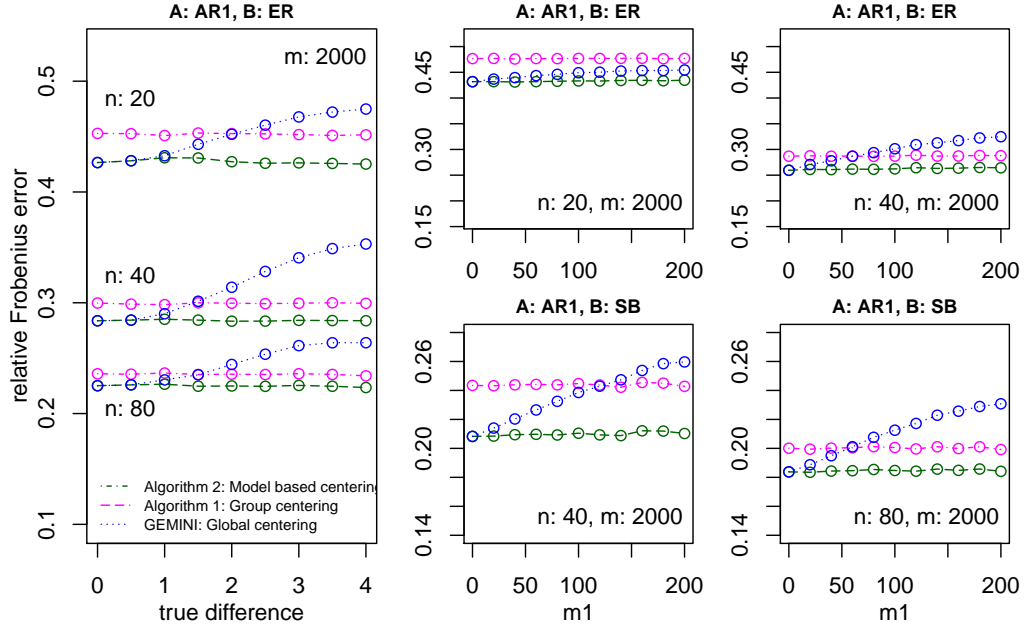 A: AR1, B: ER
m: 2000
n: 20
n: 40
n: 80
Algorithm 2: Model based centering
Algorithm 1: Group centering
GEMINI: Global centering
0.5
0.4
0.3
0.2
0.1
relative Frobenius error
0 1 2 3 4
true difference
A: AR1, B: ER
0.45
0.30
0.15
n: 20, m: 2000
0 50 100 200
A: AR1, B: ER
0.45
0.30
0.15
n: 40, m: 2000
0 50 100 200
A: AR1, B: SB
0.26
0.20
0.14
n: 40, m: 2000
0 50 100 200
m1
A: AR1, B: SB
0.26
0.20
0.14
n: 80, m: 2000
0 50 100 200
m1